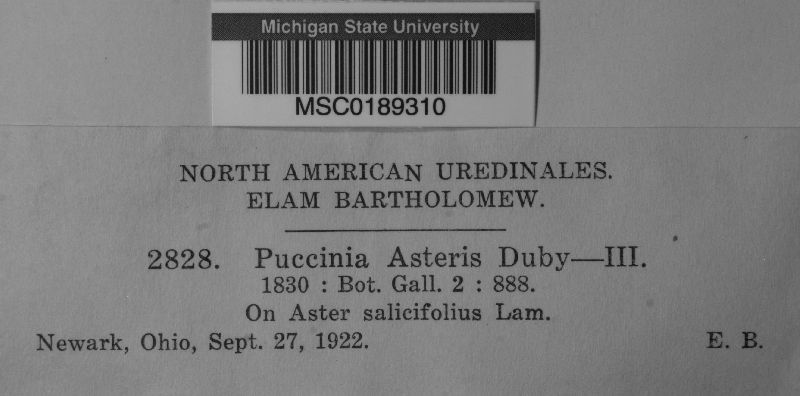 Michigan State University
MSC0189310
NORTH AMERICAN UREDINALES.
ELAM BARTHOLOMEW.
2828. Puccinia Asteris Duby—III.
1830 : Bot. Gall. 2 : 888.
On Aster salicifolius Lam.
Newark, Ohio, Sept. 27, 1922. E. B.